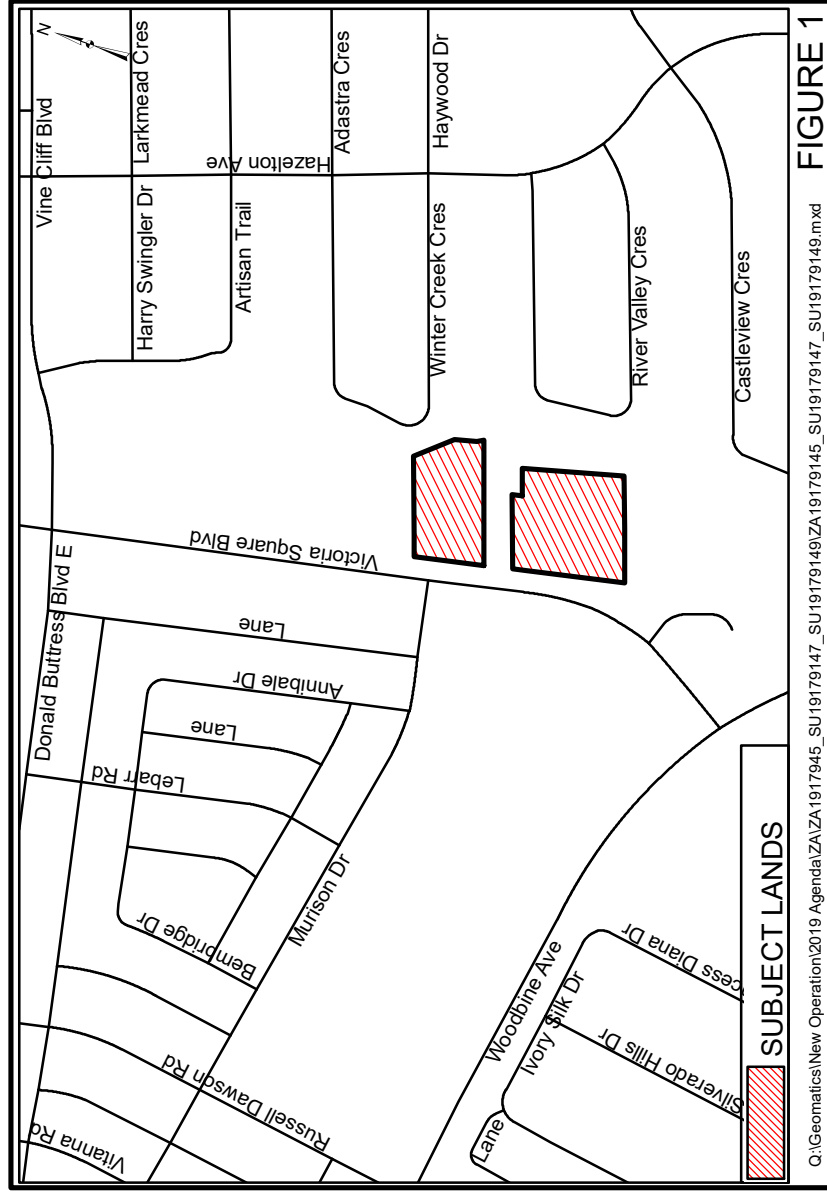 N
Vine Cliff Blvd
Larkmead Cres
Harry Swingler Dr
Hazelton Ave
Artisan Trail
Adastra Cres
Haywood Dr
Winter Creek Cres
River Valley Cres
Castleview Cres
Victoria Square Blvd
Donald Buttress Blvd E
Lane
Annibale Dr
Lane
Lebarr Rd
Bembridge Dr
Murison Dr
Russell Dawson Rd
Vitanna Rd
Woodbine Ave
Ivory Silk Dr
cess Diana Dr
Silverado Hills Dr
Lane
SUBJECT LANDS
Q:\Geomatics\New Operation\2019 Agenda\ZA\ZA1917945_SU19179147_SU19179149\ZA19179145_SU19179147_SU19179149.mxd
FIGURE 1